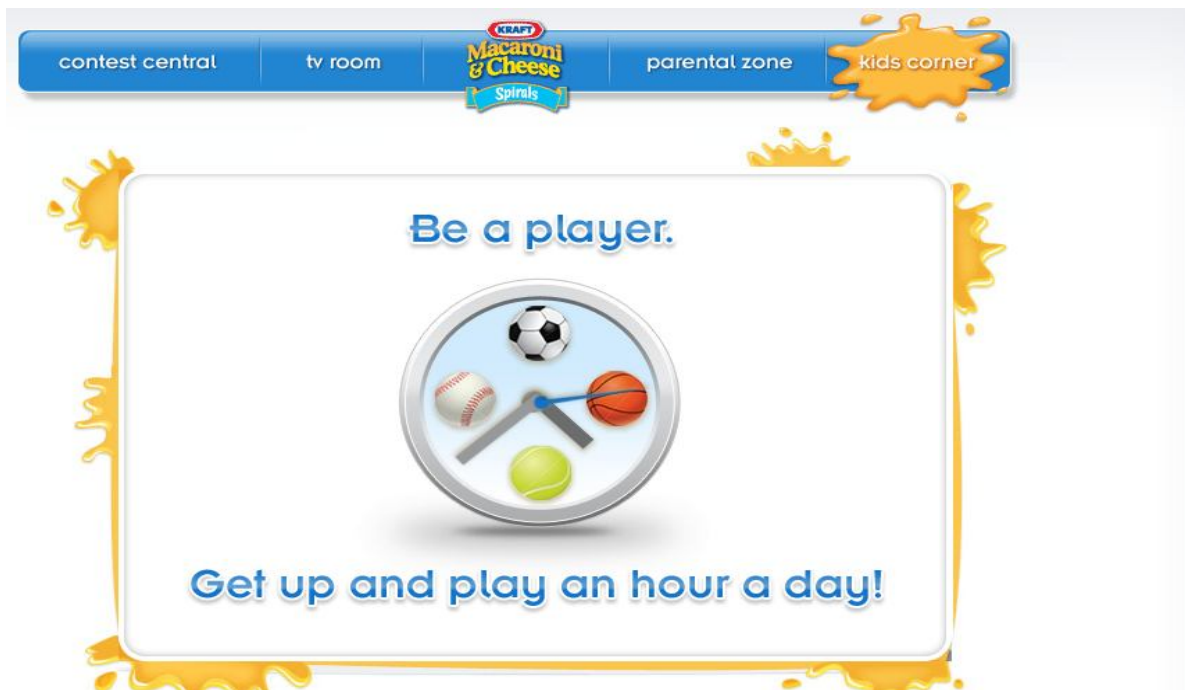 contest central tv room KRAFT Macaroni & Cheese Spirals parental zone kids corner
Be a player.
Get up and play an hour a day!